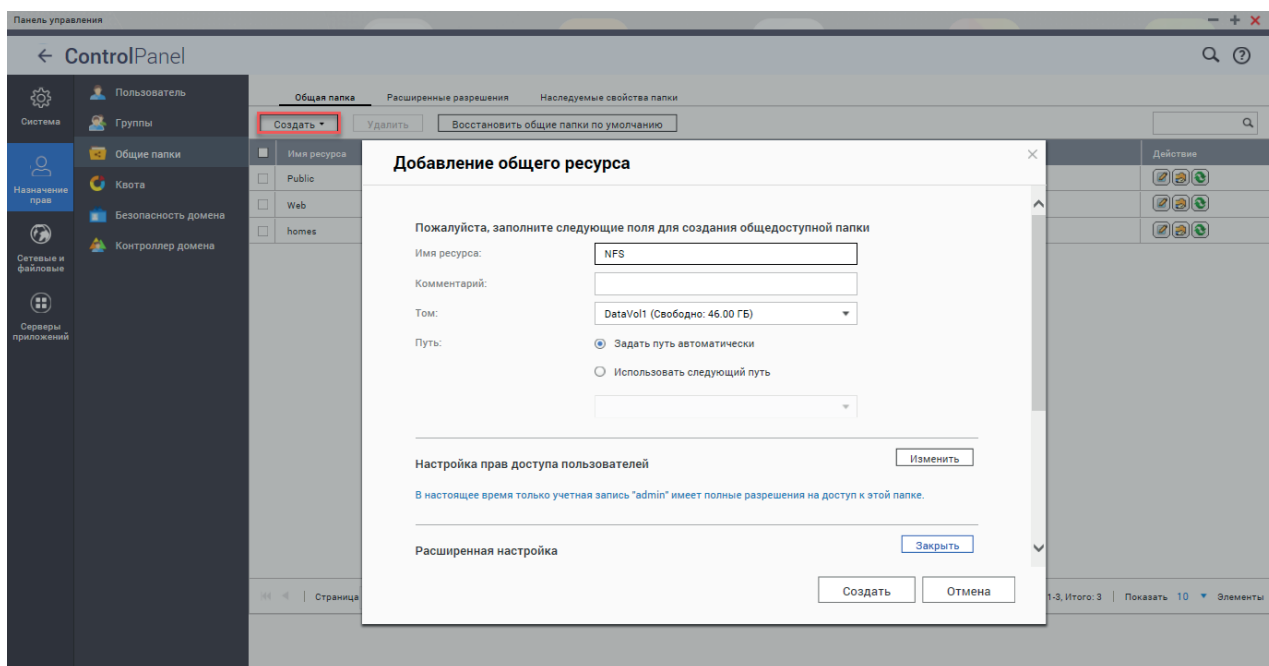 Панель управления
ControlPanel
Система
Назначение
прав
Сетевые и
файловые
Серверы
приложений
Пользователь
Группы
Общие папки
Квота
Безопасность домена
Контроллер домена
Общая папка Расширенные разрешения Наследуемые свойства папки
Создать Удалить Восстановить общие папки по умолчанию
Имя ресурса Действие
Public
Web
homes
Добавление общего ресурса
Пожалуйста, заполните следующие поля для создания общедоступной папки
Имя ресурса: NFS
Комментарий:
Том: DataVol1 (Свободно: 46.00 ГБ)
Путь: Задать путь автоматически
Использовать следующий путь
Настройка прав доступа пользователей Изменить
В настоящее время только учетная запись "admin" имеет полные разрешения на доступ к этой папке.
Расширенная настройка Закрыть
Создать Отмена
Страница 1-3, Итого: 3 | Показать 10 Элементы